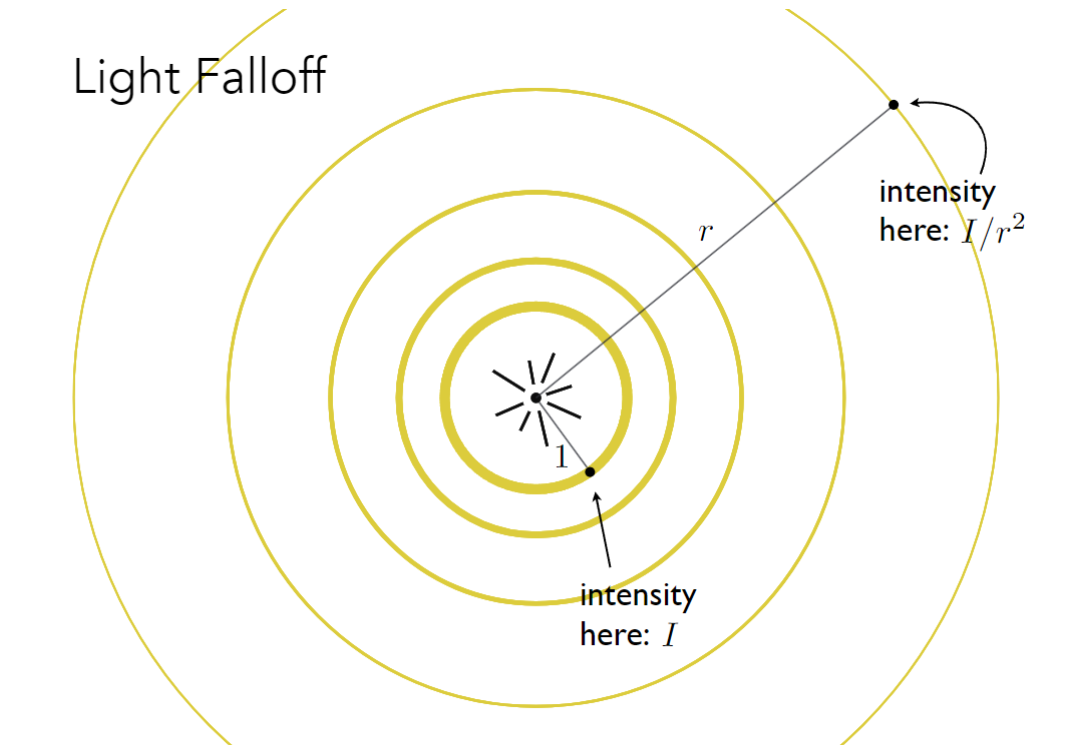 Light Falloff
intensity
here: I/r²
r
1
intensity
here: I